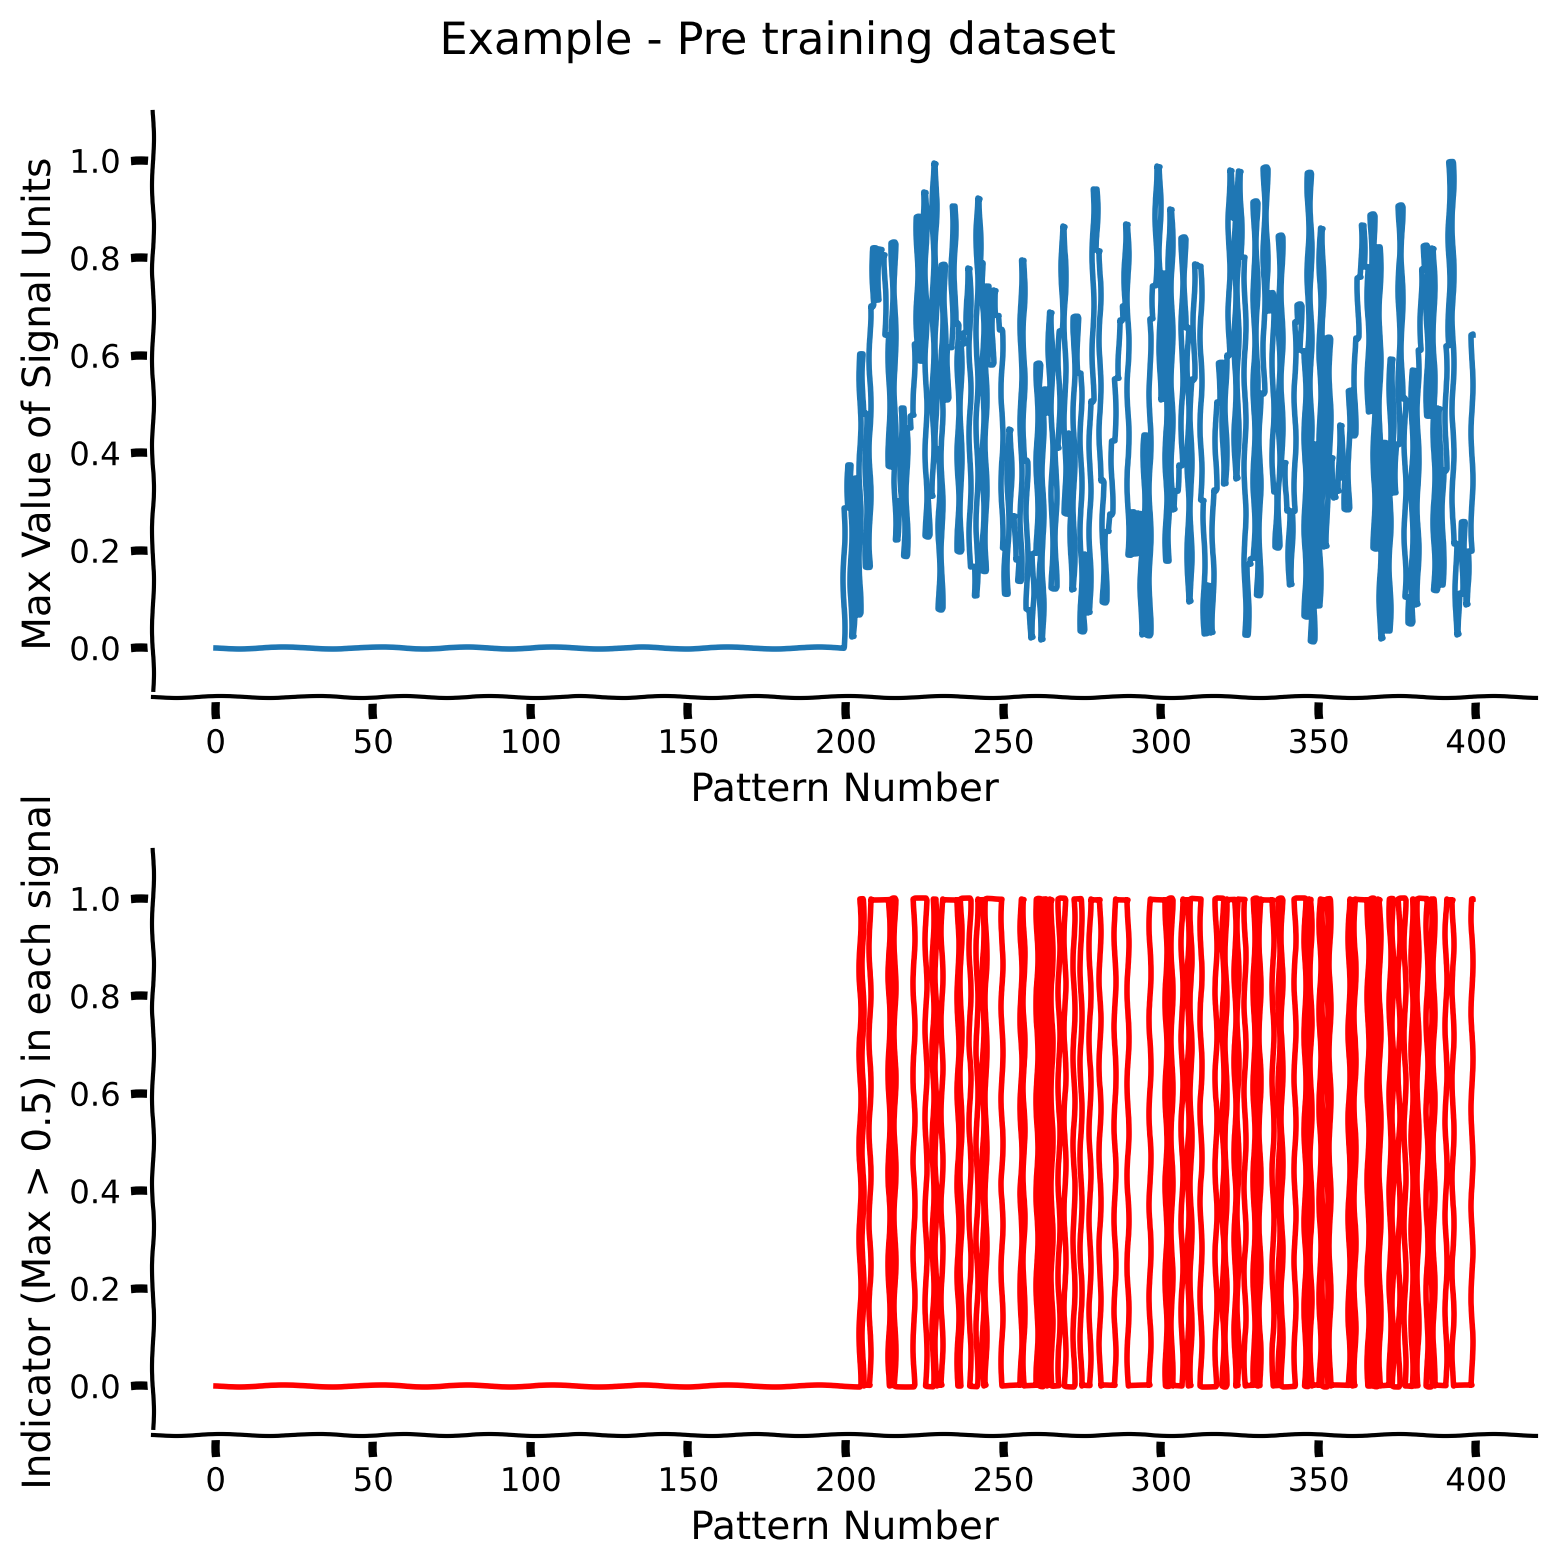 Example - Pre training dataset
Max Value of Signal Units
1.0
0.8
0.6
0.4
0.2
0.0
0 50 100 150 200 250 300 350 400
Pattern Number
Indicator (Max > 0.5) in each signal
1.0
0.8
0.6
0.4
0.2
0.0
0 50 100 150 200 250 300 350 400
Pattern Number